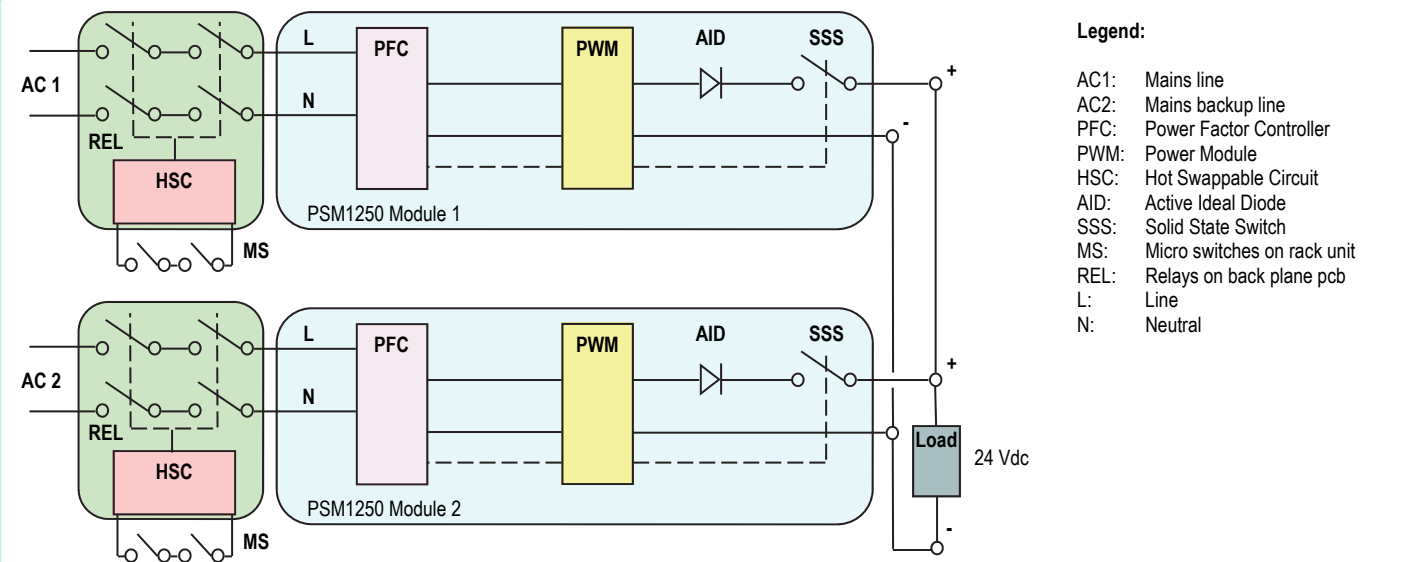 L
PFC
PWM
AID
SSS
+
AC 1
N
-
REL
HSC
PSM1250 Module 1
MS
L
PFC
PWM
AID
SSS
+
AC 2
N
REL
Load
24 Vdc
HSC
PSM1250 Module 2
MS
-
Legend:
AC1: Mains line
AC2: Mains backup line
PFC: Power Factor Controller
PWM: Power Module
HSC: Hot Swappable Circuit
AID: Active Ideal Diode
SSS: Solid State Switch
MS: Micro switches on rack unit
REL: Relays on back plane pcb
L: Line
N: Neutral